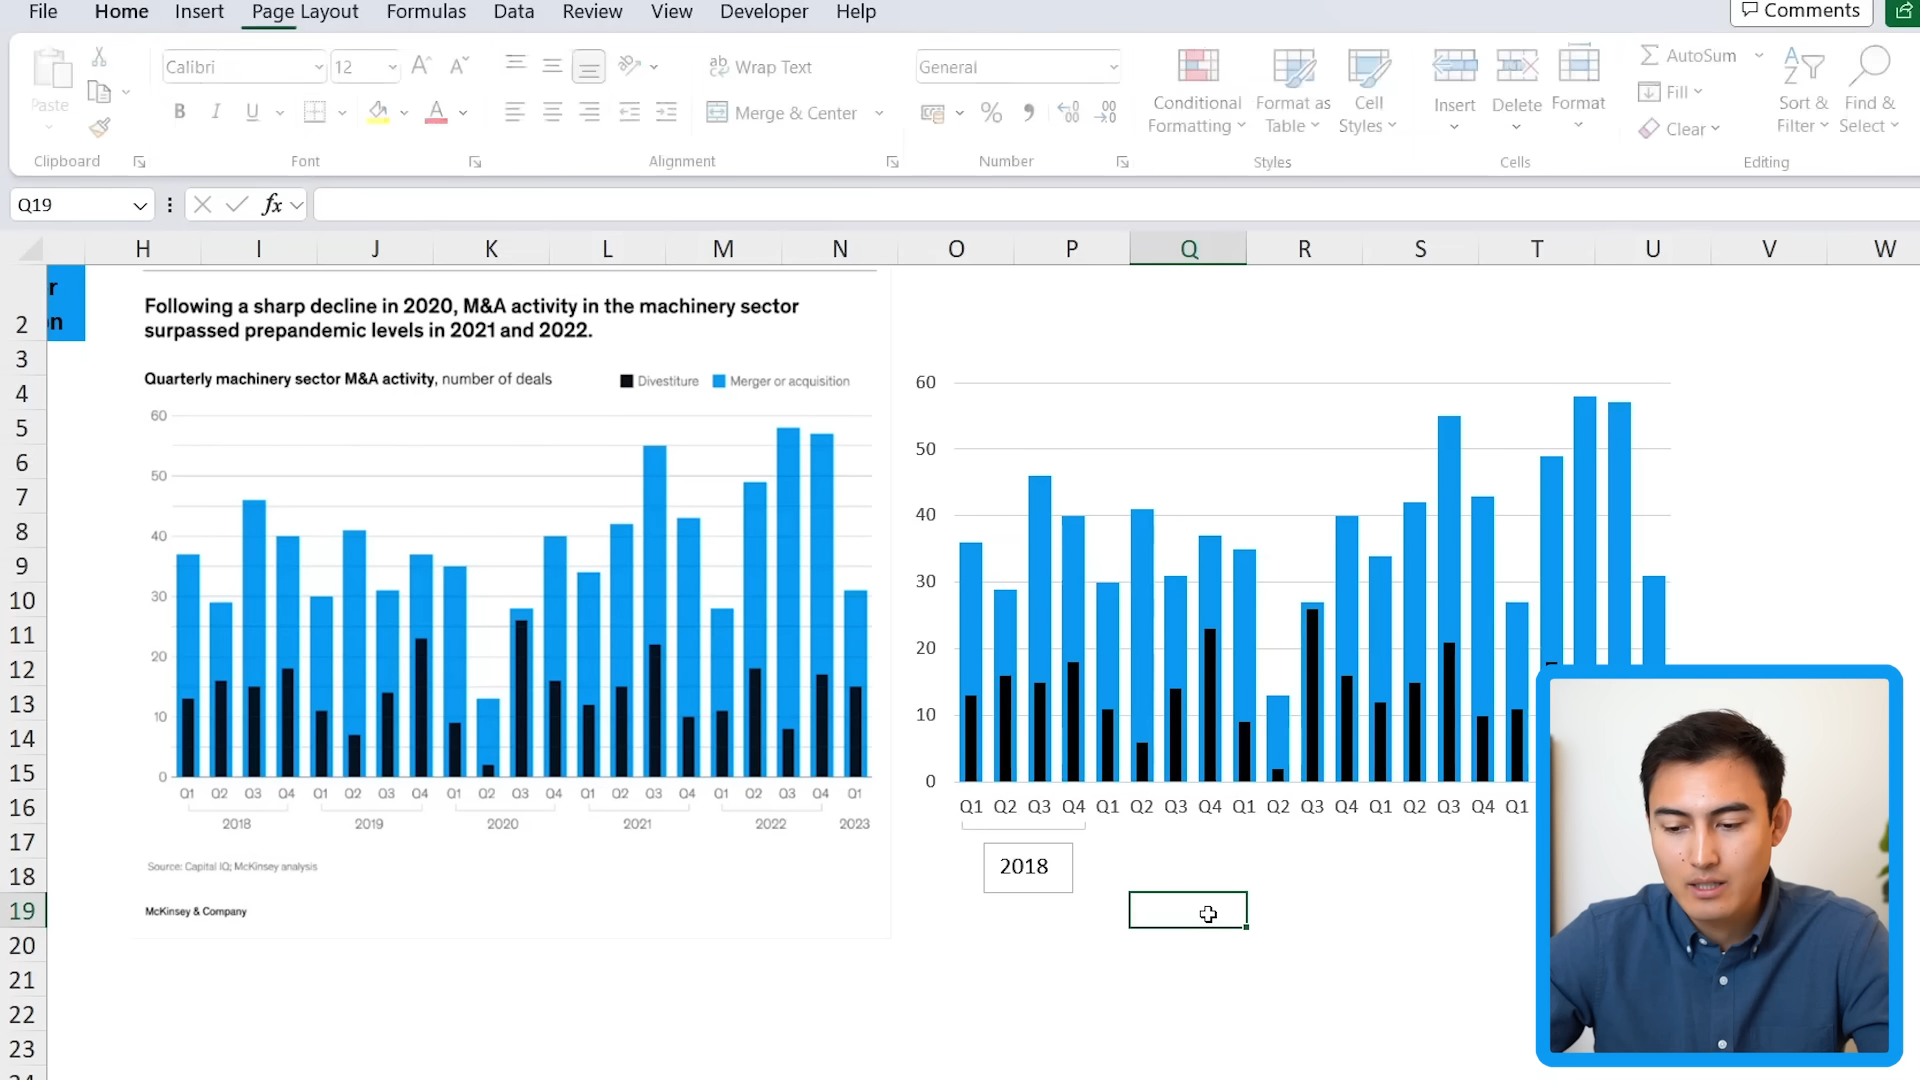 File Home Insert Page Layout Formulas Data Review View Developer Help Comments
Paste
Calibri 12
B I U A
ab Wrap Text
Merge & Center
General
%
Conditional Formatting
Format as Table
Cell Styles
Insert
Delete
Format
AutoSum
Fill
Clear
Sort & Filter
Find & Select
Clipboard Font Alignment Number Styles Cells Editing
Q19 fx
H I J K L M N O P Q R S T U V W
2
3
4
5
6
7
8
9
10
11
12
13
14
15
16
17
18
19
20
21
22
23
24
r
on
Following a sharp decline in 2020, M&A activity in the machinery sector
surpassed prepandemic levels in 2021 and 2022.
Quarterly machinery sector M&A activity, number of deals
Divestiture Merger or acquisition
60
50
40
30
20
10
0
Q1 Q2 Q3 Q4 Q1 Q2 Q3 Q4 Q1 Q2 Q3 Q4 Q1 Q2 Q3 Q4 Q1 Q2 Q3 Q4 Q1
2018 2019 2020 2021 2022 2023
Source: Capital IQ; McKinsey analysis
McKinsey & Company
60
50
40
30
20
10
0
Q1 Q2 Q3 Q4 Q1 Q2 Q3 Q4 Q1 Q2 Q3 Q4 Q1 Q2 Q3 Q4 Q1
2018